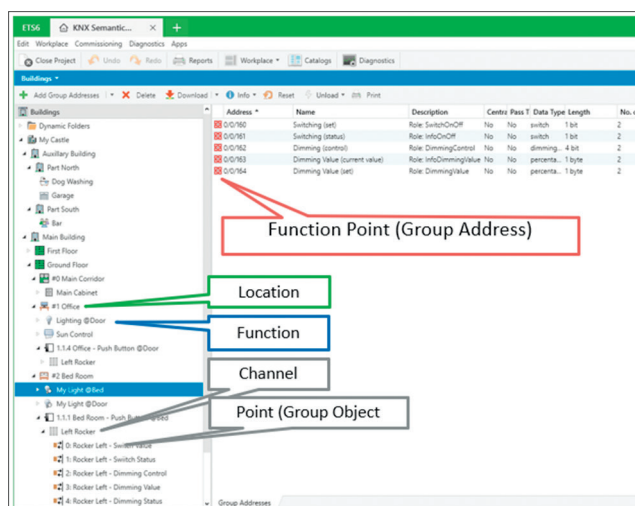 ETS6 KNX Semantic... × +
Edit Workplace Commissioning Diagnostics Apps
Close Project Undo Redo Reports Workplace Catalogs Diagnostics
Buildings
Add Group Addresses Delete Download Info Reset Unload Print
Buildings
Dynamic Folders
My Castle
Auxillary Building
Part North
Dog Washing
Garage
Part South
Bar
Main Building
First Floor
Ground Floor
#0 Main Corridor
Main Cabinet
#1 Office
Lighting @Door
Sun Control
1.1.4 Office - Push Button @Door
Left Rocker
#2 Bed Room
My Light @Bed
My Light @Door
1.1.1 Bed Room - Push Button @Bed
Left Rocker
0: Rocker Left - Switch Value
1: Rocker Left - Switch Status
2: Rocker Left - Dimming Control
3: Rocker Left - Dimming Value
4: Rocker Left - Dimming Status
Address Name Description Centra Pass T Data Type Length No. o
0/0/160 Switching (set) Role: SwitchOnOff No No switch 1 bit 2
0/0/161 Switching (status) Role: InfoOnOff No No switch 1 bit 2
0/0/162 Dimming (control) Role: DimmingControl No No dimming... 4 bit 2
0/0/163 Dimming Value (current value) Role: InfoDimmingValue No No percenta... 1 byte 2
0/0/164 Dimming Value (set) Role: DimmingValue No No percenta... 1 byte 2
Function Point (Group Address)
Location
Function
Channel
Point (Group Object
Group Addresses